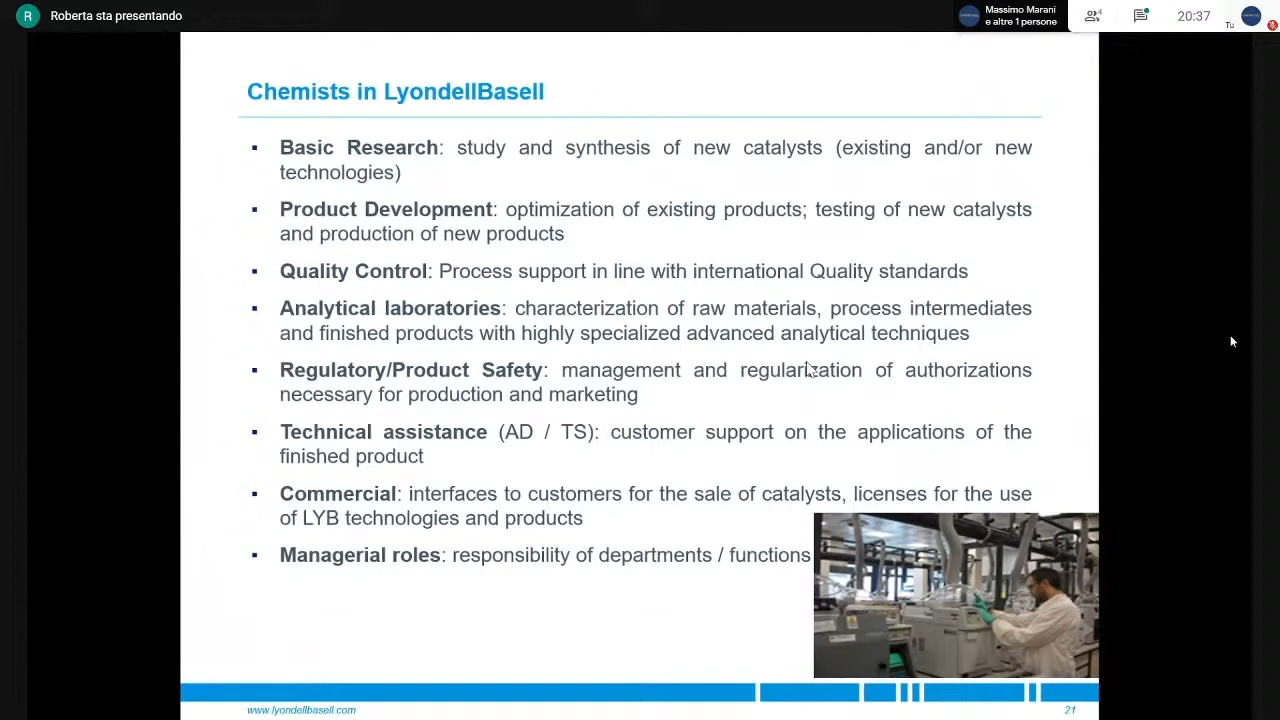 R Roberta sta presentando
Massimo Marani
e altre 1 persone
4
20:37
Tu
Chemists in LyondellBasell
▪ Basic Research: study and synthesis of new catalysts (existing and/or new
technologies)
▪ Product Development: optimization of existing products; testing of new catalysts
and production of new products
▪ Quality Control: Process support in line with international Quality standards
▪ Analytical laboratories: characterization of raw materials, process intermediates
and finished products with highly specialized advanced analytical techniques
▪ Regulatory/Product Safety: management and regularization of authorizations
necessary for production and marketing
▪ Technical assistance (AD / TS): customer support on the applications of the
finished product
▪ Commercial: interfaces to customers for the sale of catalysts, licenses for the use
of LYB technologies and products
▪ Managerial roles: responsibility of departments / functions
www.lyondellbasell.com
21